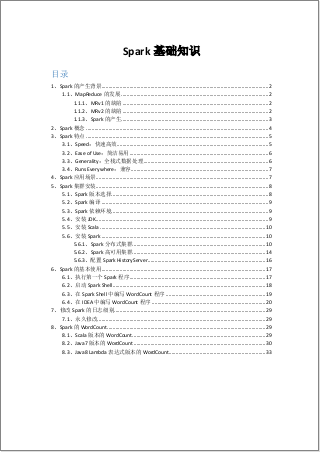 Spark 基础知识
目录
1、Spark 的产生背景 ........ 2
1.1、MapReduce 的发展 ........ 2
1.1.1、MRv1 的缺陷 ........ 2
1.1.2、MRv2 的缺陷 ........ 2
1.1.3、Spark 的产生 ........ 3
2、Spark 概念 ........ 4
3、Spark 特点 ........ 5
3.1、Speed：快速高效 ........ 5
3.2、Ease of Use：简洁易用 ........ 6
3.3、Generality：全栈式数据处理 ........ 6
3.4、Runs Everywhere：兼容 ........ 7
4、Spark 应用场景 ........ 7
5、Spark 集群安装 ........ 8
5.1、Spark 版本选择 ........ 8
5.2、Spark 编译 ........ 9
5.3、Spark 依赖环境 ........ 9
5.4、安装 JDK ........ 9
5.5、安装 Scala ........ 10
5.6、安装 Spark ........ 10
5.6.1、Spark 分布式集群 ........ 10
5.6.2、Spark 高可用集群 ........ 14
5.6.3、配置 Spark HistoryServer ........ 16
6、Spark 的基本使用 ........ 17
6.1、执行第一个 Spark 程序 ........ 17
6.2、启动 Spark Shell ........ 18
6.3、在 Spark Shell 中编写 WordCount 程序 ........ 19
6.4、在 IDEA 中编写 WordCount 程序 ........ 20
7、修改 Spark 的日志级别 ........ 29
7.1、永久修改 ........ 29
8、Spark 的 WordCount ........ 29
8.1、Scala 版本的 WordCount ........ 29
8.2、Java7 版本的 WordCount ........ 30
8.3、Java8 Lambda 表达式版本的 WordCount ........ 33